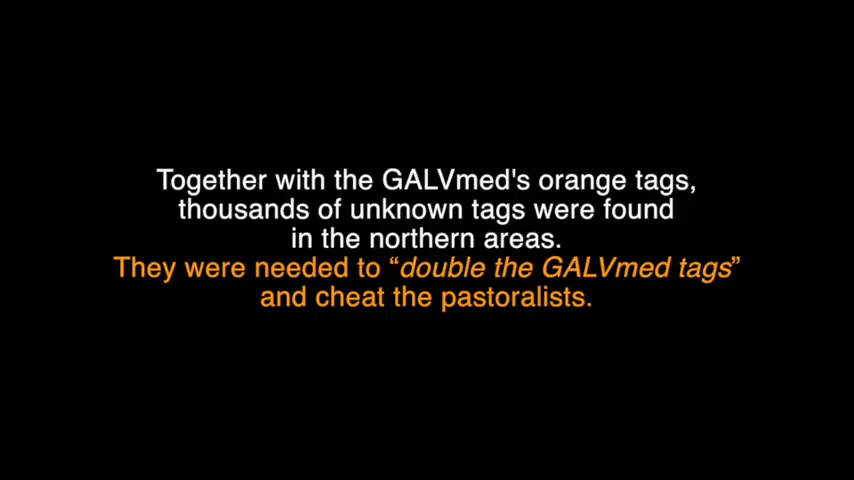 Together with the GALVmed's orange tags,
thousands of unknown tags were found
in the northern areas.
They were needed to “double the GALVmed tags”
and cheat the pastoralists.